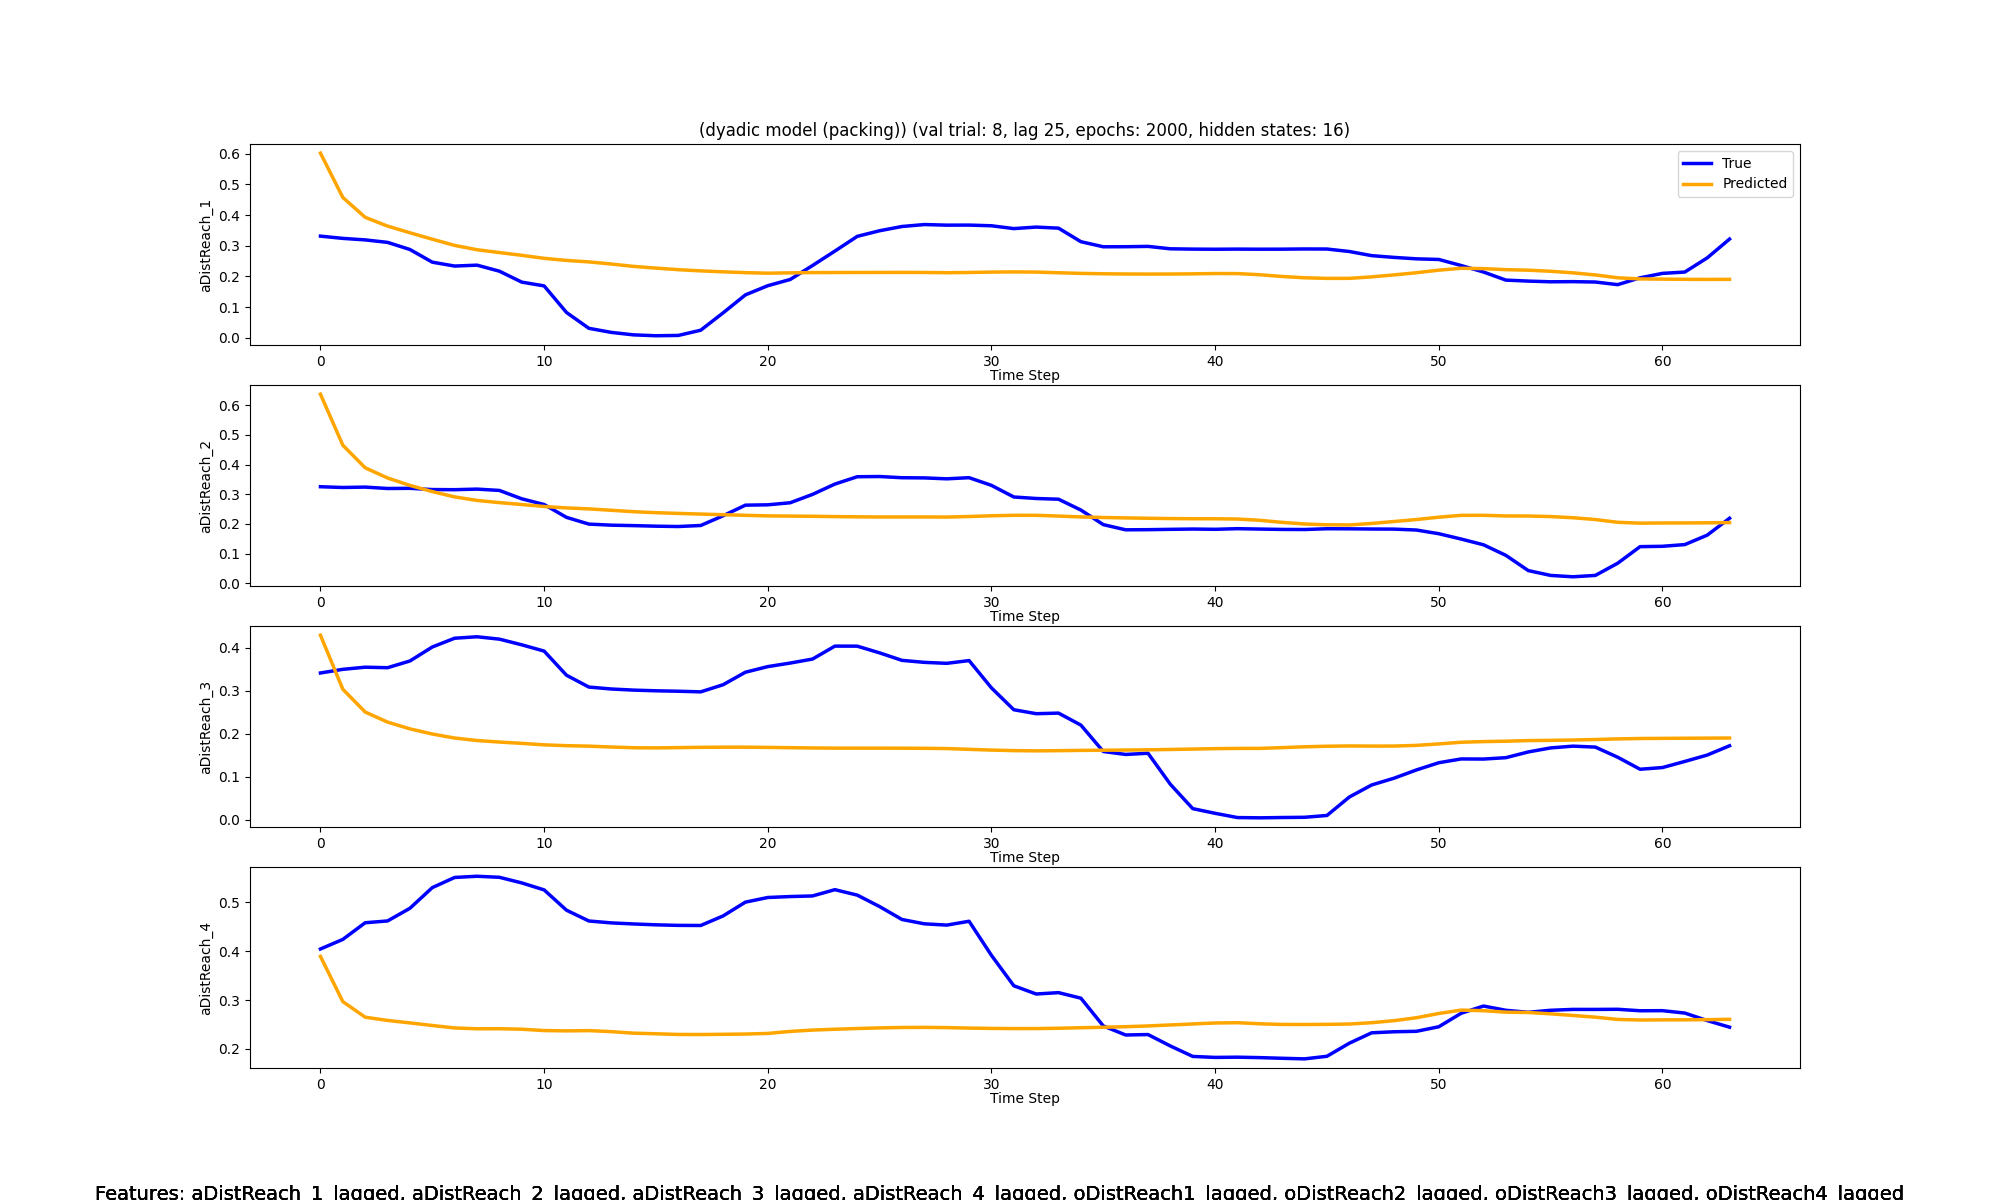 (dyadic model (packing)) (val trial: 8, lag 25, epochs: 2000, hidden states: 16)
True
Predicted
aDistReach_1
0.6
0.5
0.4
0.3
0.2
0.1
0.0
0 10 20 30 40 50 60
Time Step
aDistReach_2
0.6
0.5
0.4
0.3
0.2
0.1
0.0
0 10 20 30 40 50 60
Time Step
aDistReach_3
0.4
0.3
0.2
0.1
0.0
0 10 20 30 40 50 60
Time Step
aDistReach_4
0.5
0.4
0.3
0.2
0 10 20 30 40 50 60
Time Step
Features: aDistReach_1_lagged, aDistReach_2_lagged, aDistReach_3_lagged, aDistReach_4_lagged, oDistReach1_lagged, oDistReach2_lagged, oDistReach3_lagged, oDistReach4_lagged